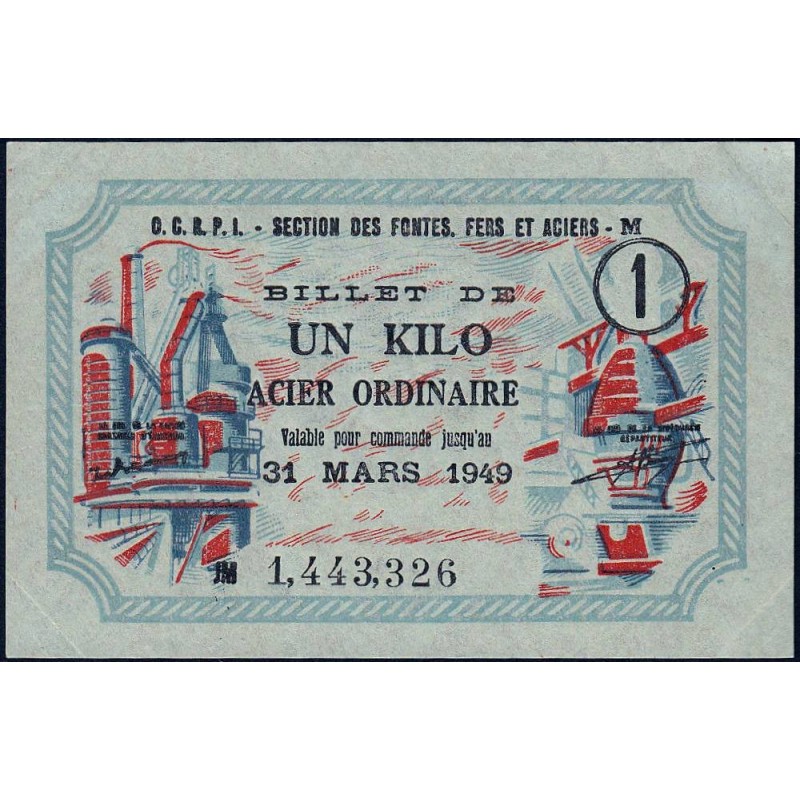 O.C.R.P.I. - SECTION DES FONTES, FERS ET ACIERS - M
1
BILLET DE
UN KILO
ACIER ORDINAIRE
Valable pour commande jusqu'au
31 MARS 1949
RÉPARTITEUR
JM 1,443,326